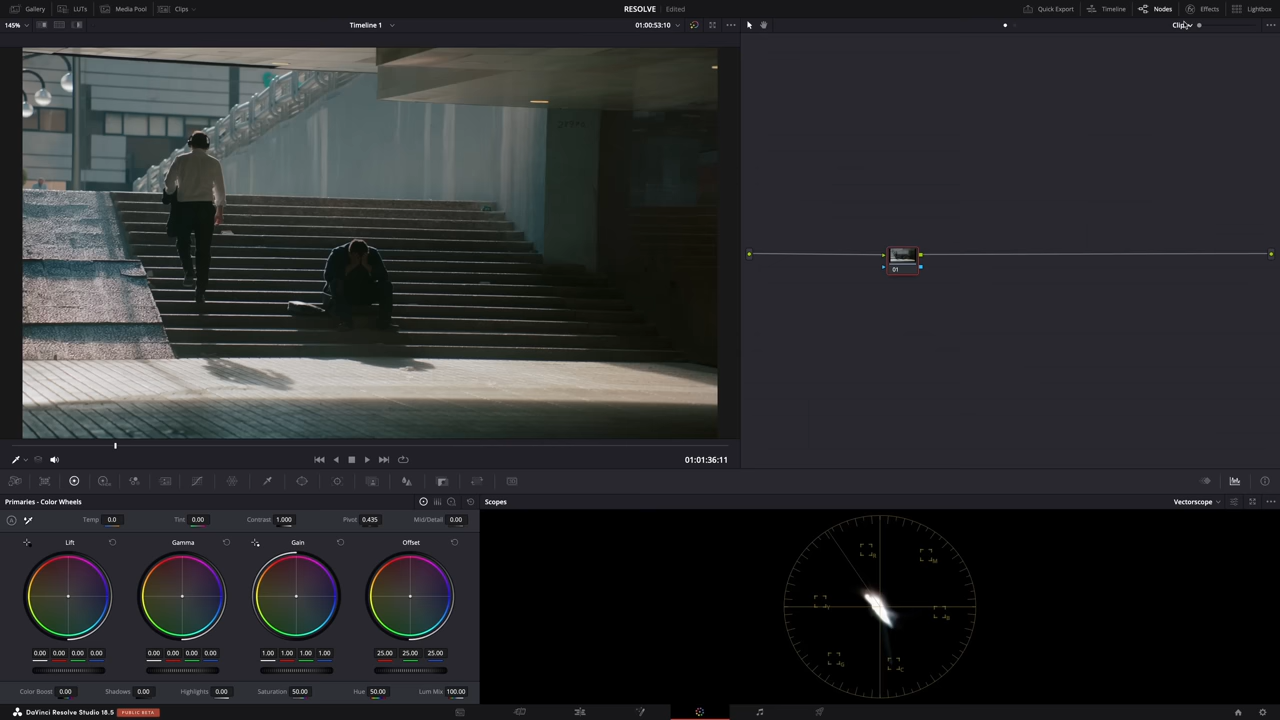 Gallery LUTs Media Pool Clips RESOLVE Edited Quick Export Timeline Nodes Effects Lightbox
145% Timeline 1 01:00:53:10 Clip
01
01:01:36:11
Primaries - Color Wheels Scopes Vectorscope
Temp 0.0 Tint 0.00 Contrast 1.000 Pivot 0.435 Mid/Detail 0.00
Lift Gamma Gain Offset
0.00 0.00 0.00 0.00 0.00 0.00 0.00 0.00 1.00 1.00 1.00 1.00 25.00 25.00 25.00
Color Boost 0.00 Shadows 0.00 Highlights 0.00 Saturation 50.00 Hue 50.00 Lum Mix 100.00
DaVinci Resolve Studio 18.5 PUBLIC BETA